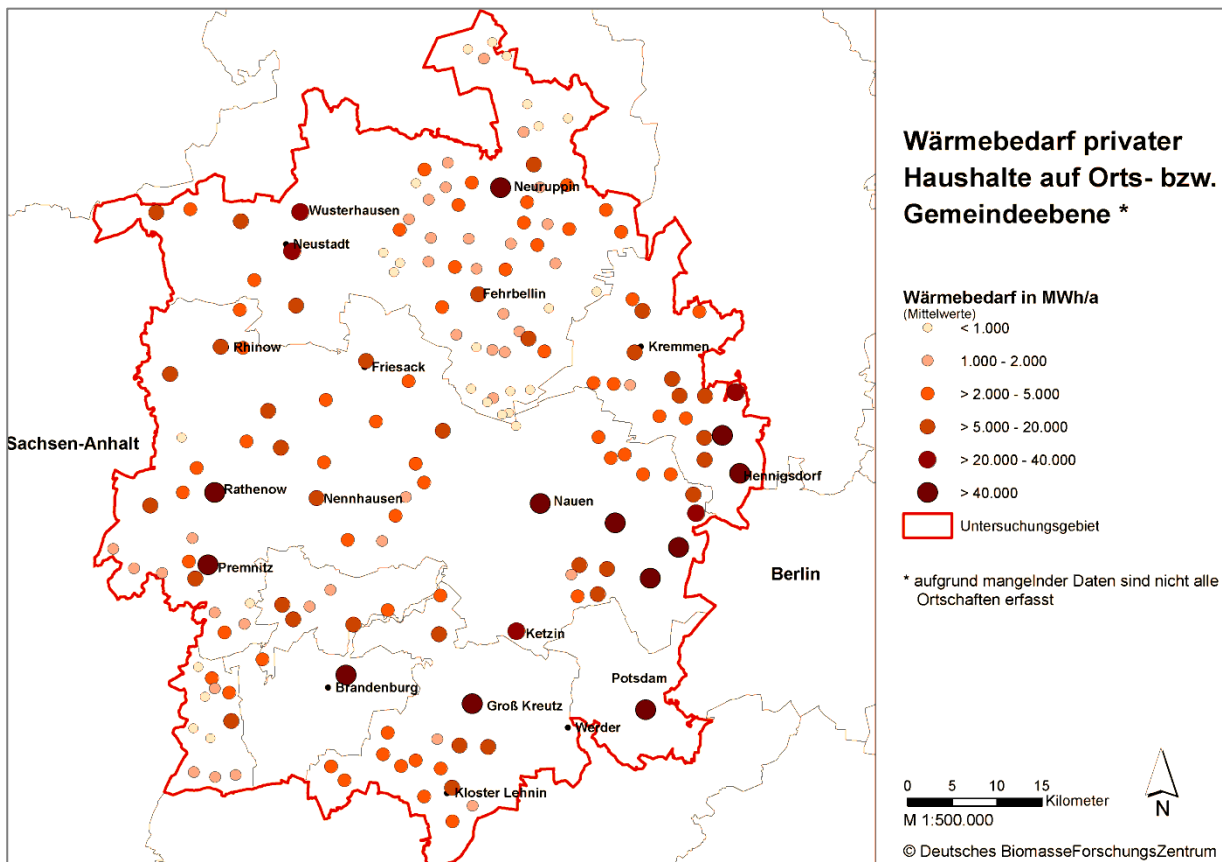 Wärmebedarf privater
Haushalte auf Orts- bzw.
Gemeindeebene *
Wärmebedarf in MWh/a
(Mittelwerte)
< 1.000
1.000 - 2.000
> 2.000 - 5.000
> 5.000 - 20.000
> 20.000 - 40.000
> 40.000
Untersuchungsgebiet
* aufgrund mangelnder Daten sind nicht alle
Ortschaften erfasst
0 5 10 15
Kilometer
M 1:500.000
N
© Deutsches BiomasseForschungsZentrum
Neuruppin
Wusterhausen
Neustadt
Fehrbellin
Rhinow
Friesack
Kremmen
Sachsen-Anhalt
Hennigsdorf
Rathenow
Nennhausen
Nauen
Premnitz
Berlin
Ketzin
Potsdam
Brandenburg
Groß Kreutz
Werder
Kloster Lehnin